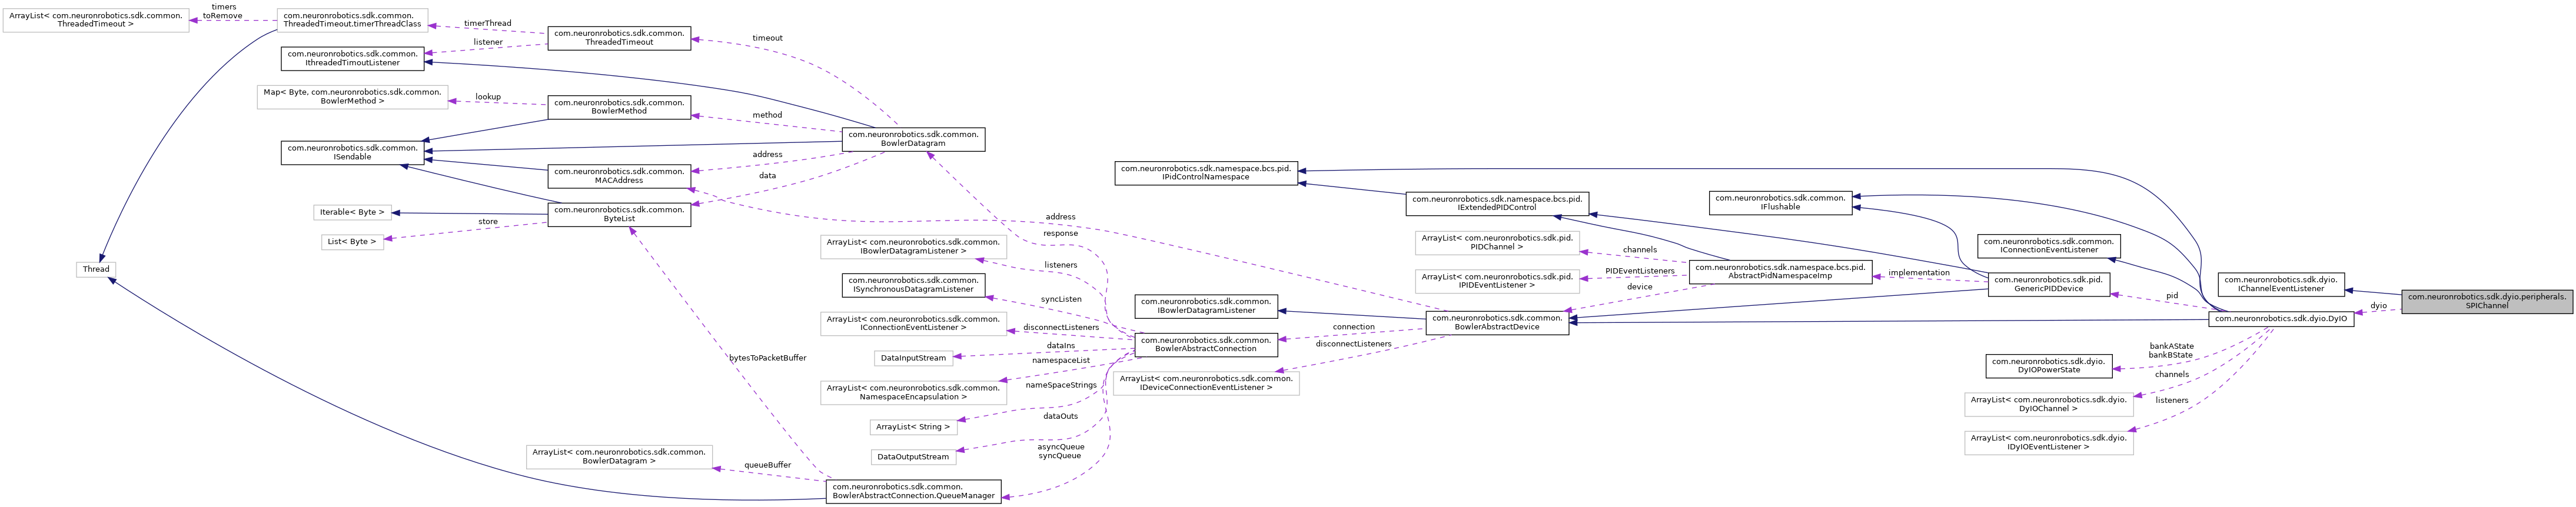 ArrayList< com.neuronrobotics.sdk.common.
ThreadedTimeout >
timers
toRemove
com.neuronrobotics.sdk.common.
ThreadedTimeout.timerThreadClass
timerThread
com.neuronrobotics.sdk.common.
ThreadedTimeout
timeout
listener
com.neuronrobotics.sdk.common.
IthreadedTimoutListener
Map< Byte, com.neuronrobotics.sdk.common.
BowlerMethod >
lookup
com.neuronrobotics.sdk.common.
BowlerMethod
method
com.neuronrobotics.sdk.common.
BowlerDatagram
com.neuronrobotics.sdk.common.
ISendable
address
com.neuronrobotics.sdk.common.
MACAddress
data
Iterable< Byte >
com.neuronrobotics.sdk.common.
ByteList
store
List< Byte >
Thread
address
response
ArrayList< com.neuronrobotics.sdk.common.
IBowlerDatagramListener >
listeners
com.neuronrobotics.sdk.common.
ISynchronousDatagramListener
syncListen
ArrayList< com.neuronrobotics.sdk.common.
IConnectionEventListener >
disconnectListeners
DataInputStream
dataIns
bytesToPacketBuffer
namespaceList
ArrayList< com.neuronrobotics.sdk.common.
NamespaceEncapsulation >
nameSpaceStrings
ArrayList< String >
dataOuts
DataOutputStream
asyncQueue
syncQueue
ArrayList< com.neuronrobotics.sdk.common.
BowlerDatagram >
queueBuffer
com.neuronrobotics.sdk.common.
BowlerAbstractConnection.QueueManager
com.neuronrobotics.sdk.namespace.bcs.pid.
IPidControlNamespace
com.neuronrobotics.sdk.common.
IBowlerDatagramListener
com.neuronrobotics.sdk.common.
BowlerAbstractConnection
connection
disconnectListeners
ArrayList< com.neuronrobotics.sdk.common.
IDeviceConnectionEventListener >
com.neuronrobotics.sdk.namespace.bcs.pid.
IExtendedPIDControl
ArrayList< com.neuronrobotics.sdk.pid.
PIDChannel >
channels
ArrayList< com.neuronrobotics.sdk.pid.
IPIDEventListener >
PIDEventListeners
device
com.neuronrobotics.sdk.common.
BowlerAbstractDevice
com.neuronrobotics.sdk.common.
IFlushable
com.neuronrobotics.sdk.namespace.bcs.pid.
AbstractPidNamespaceImp
implementation
com.neuronrobotics.sdk.common.
IConnectionEventListener
com.neuronrobotics.sdk.pid.
GenericPIDDevice
pid
com.neuronrobotics.sdk.dyio.
IChannelEventListener
com.neuronrobotics.sdk.dyio.DyIO
dyio
com.neuronrobotics.sdk.dyio.peripherals.
SPIChannel
bankAState
bankBState
com.neuronrobotics.sdk.dyio.
DyIOPowerState
channels
ArrayList< com.neuronrobotics.sdk.dyio.
DyIOChannel >
listeners
ArrayList< com.neuronrobotics.sdk.dyio.
IDyIOEventListener >